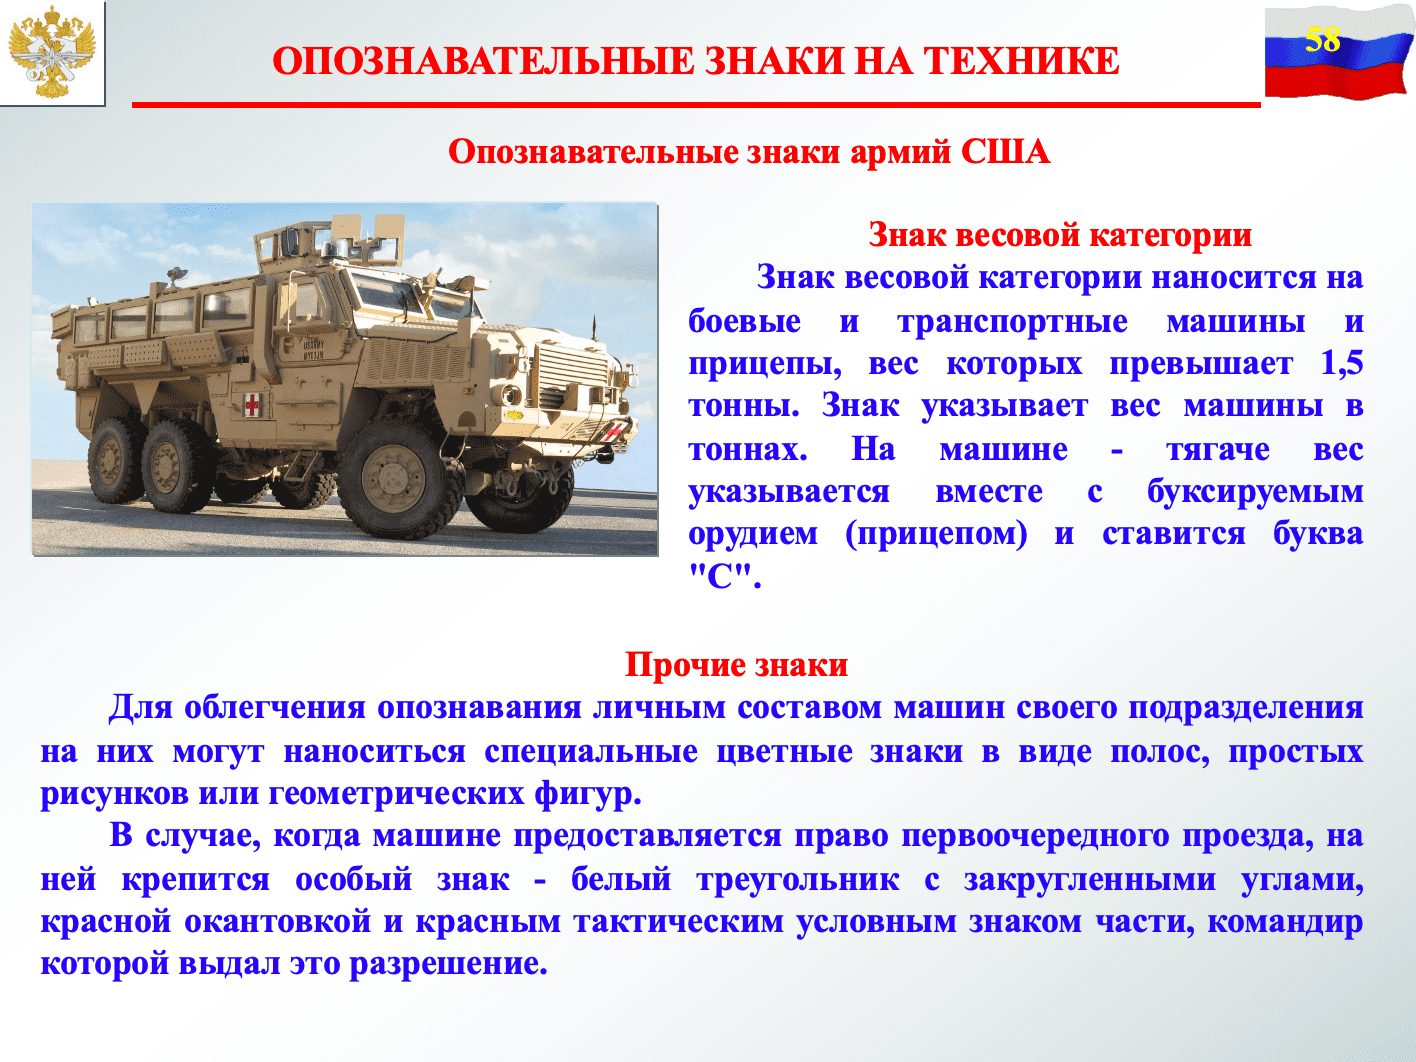 58
ОПОЗНАВАТЕЛЬНЫЕ ЗНАКИ НА ТЕХНИКЕ
Опознавательные знаки армий США
Знак весовой категории
Знак весовой категории наносится на
боевые и транспортные машины и
прицепы, вес которых превышает 1,5
тонны. Знак указывает вес машины в
тоннах. На машине - тягаче вес
указывается вместе с буксируемым
орудием (прицепом) и ставится буква
"С".
US ARMY
Прочие знаки
Для облегчения опознавания личным составом машин своего подразделения
на них могут наноситься специальные цветные знаки в виде полос, простых
рисунков или геометрических фигур.
В случае, когда машине предоставляется право первоочередного проезда, на
ней крепится особый знак - белый треугольник с закругленными углами,
красной окантовкой и красным тактическим условным знаком части, командир
которой выдал это разрешение.